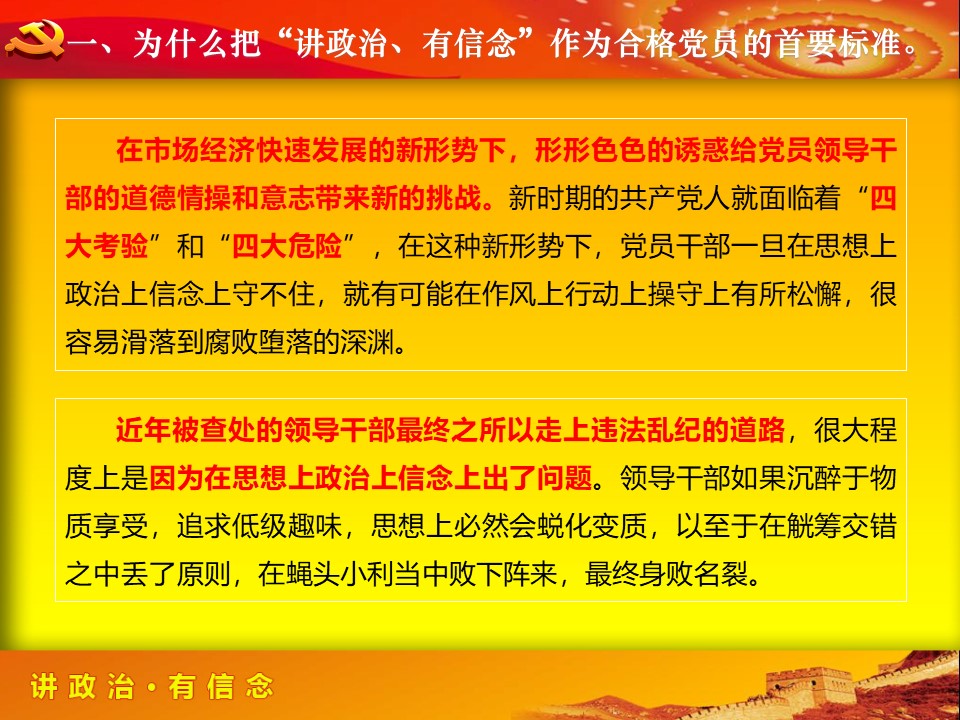 一、为什么把“讲政治、有信念”作为合格党员的首要标准。
在市场经济快速发展的新形势下，形形色色的诱惑给党员领导干
部的道德情操和意志带来新的挑战。新时期的共产党人就面临着“四
大考验”和“四大危险”，在这种新形势下，党员干部一旦在思想上
政治上信念上守不住，就有可能在作风上行动上操守上有所松懈，很
容易滑落到腐败堕落的深渊。
近年被查处的领导干部最终之所以走上违法乱纪的道路，很大程
度上是因为在思想上政治上信念上出了问题。领导干部如果沉醉于物
质享受，追求低级趣味，思想上必然会蜕化变质，以至于在觥筹交错
之中丢了原则，在蝇头小利当中败下阵来，最终身败名裂。
讲政治·有信念